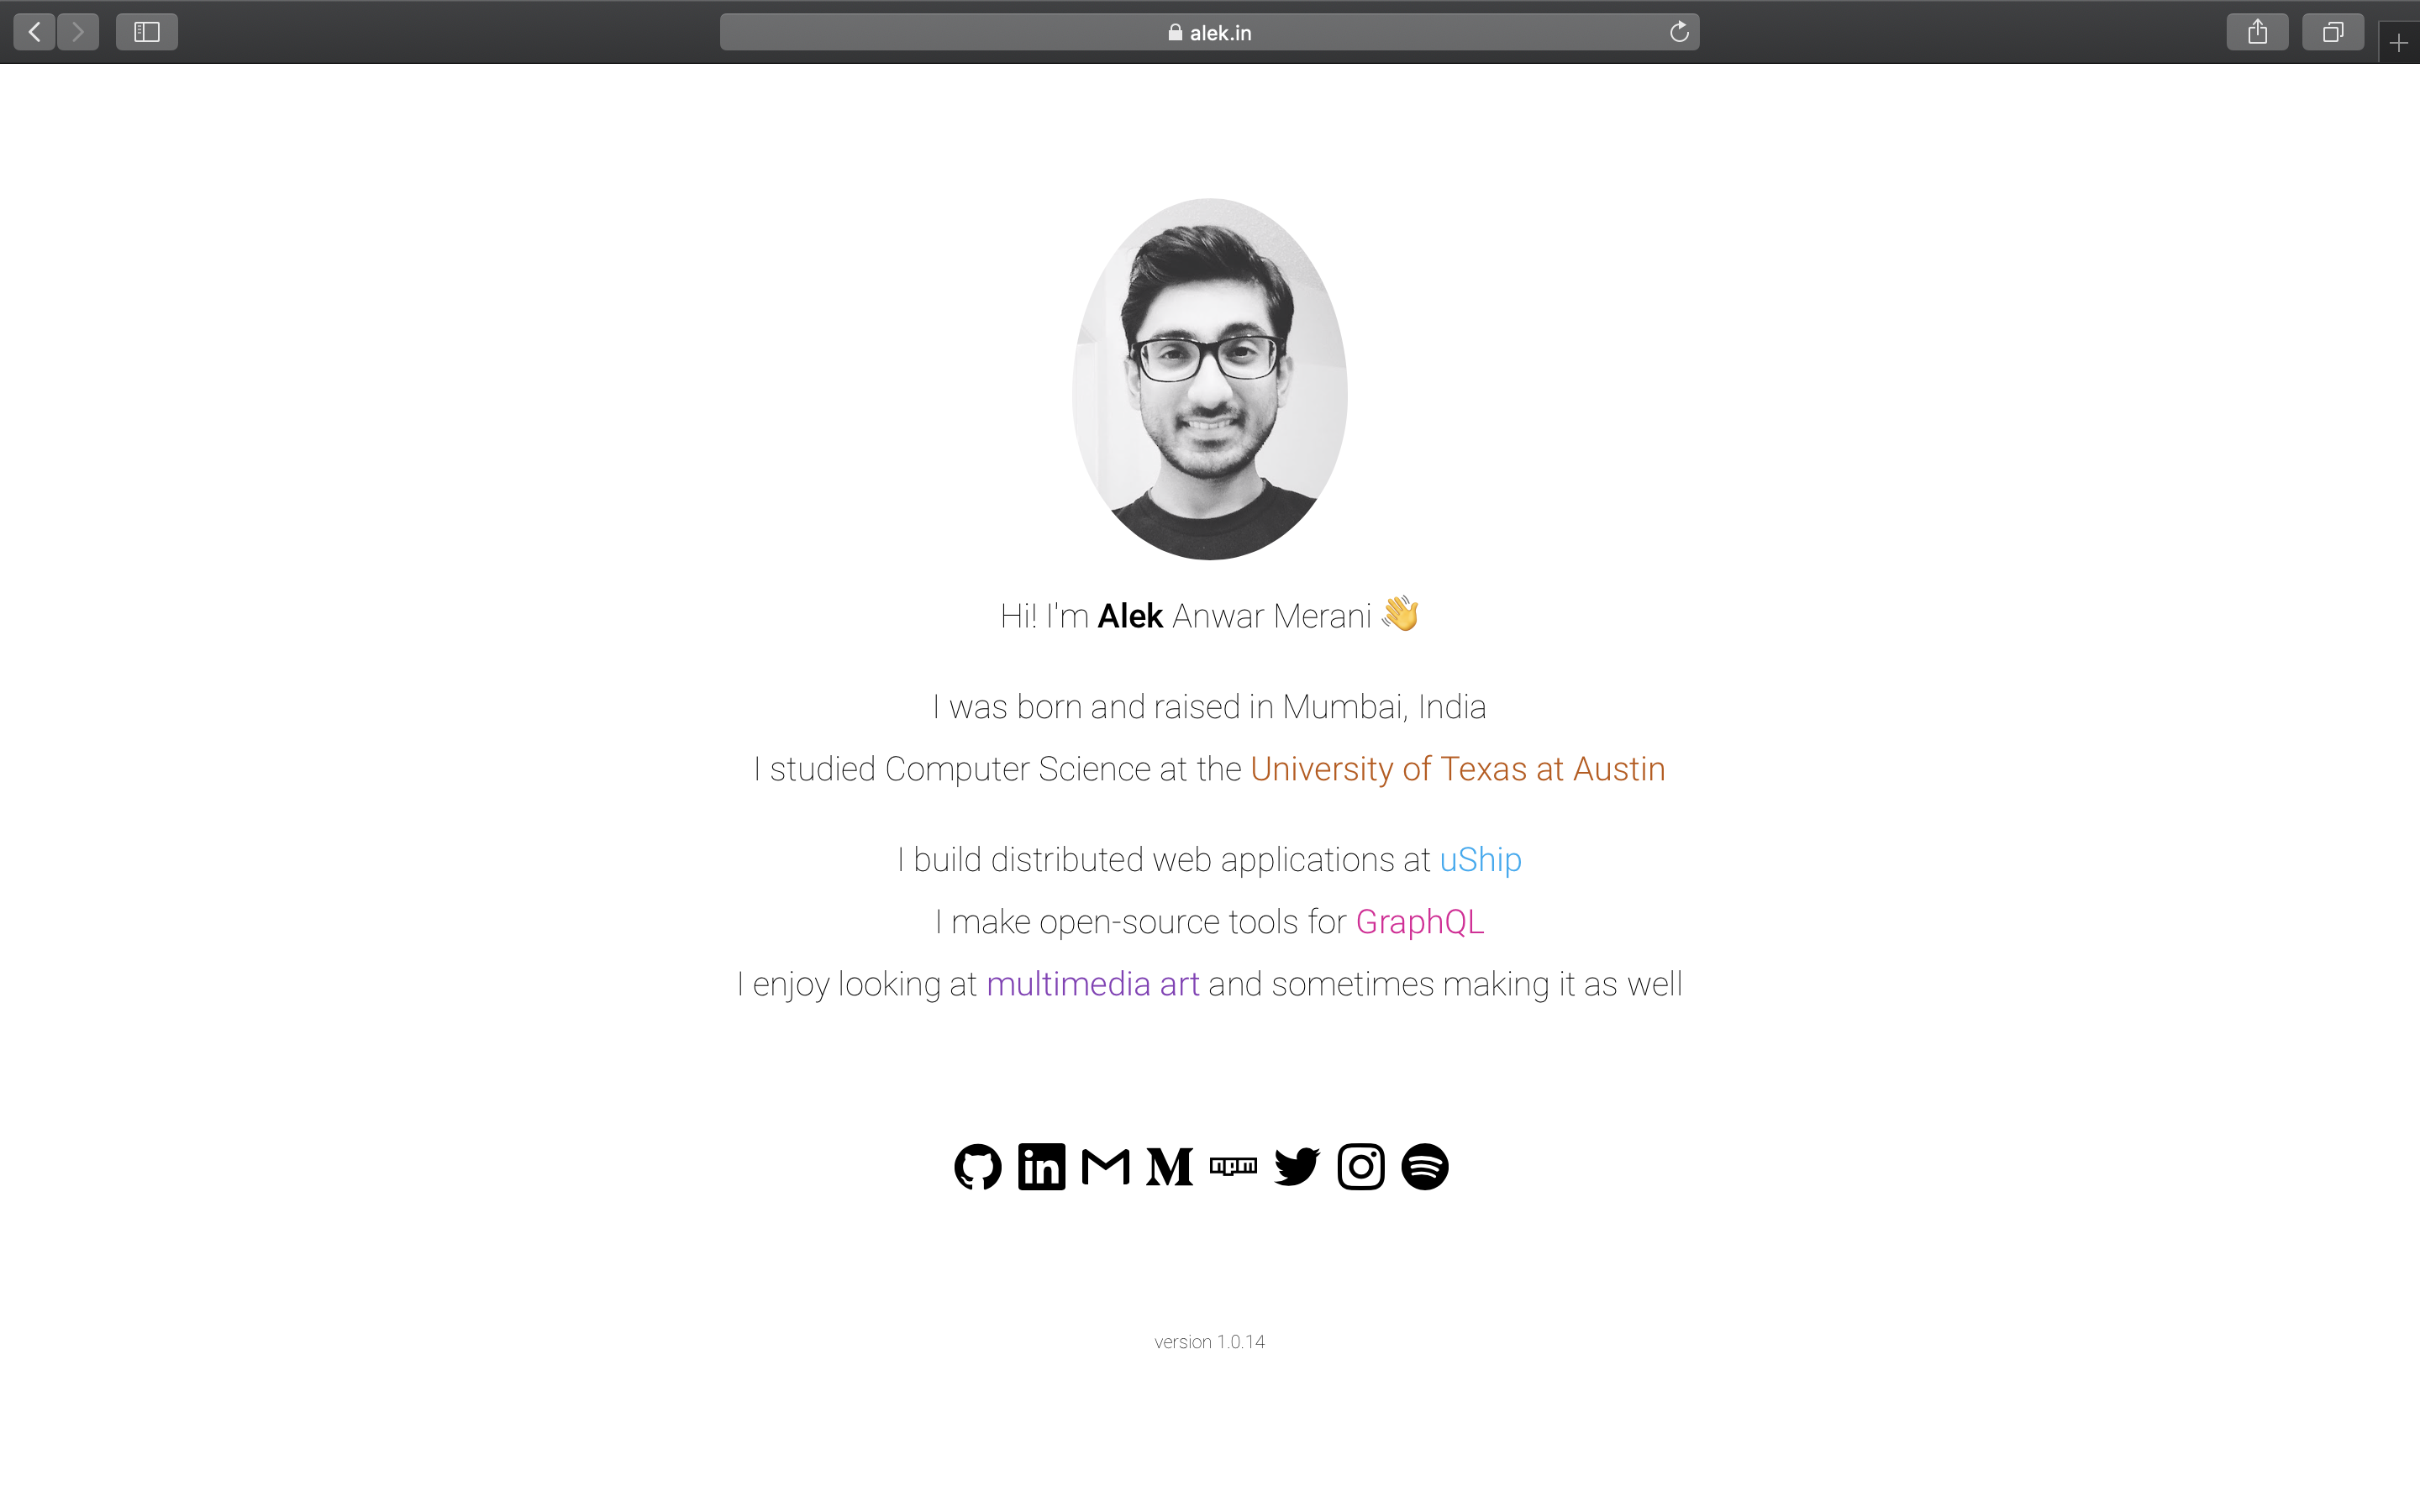 alek.in
Hi! I'm Alek Anwar Merani 👋
I was born and raised in Mumbai, India
I studied Computer Science at the University of Texas at Austin
I build distributed web applications at uShip
I make open-source tools for GraphQL
I enjoy looking at multimedia art and sometimes making it as well
version 1.0.14